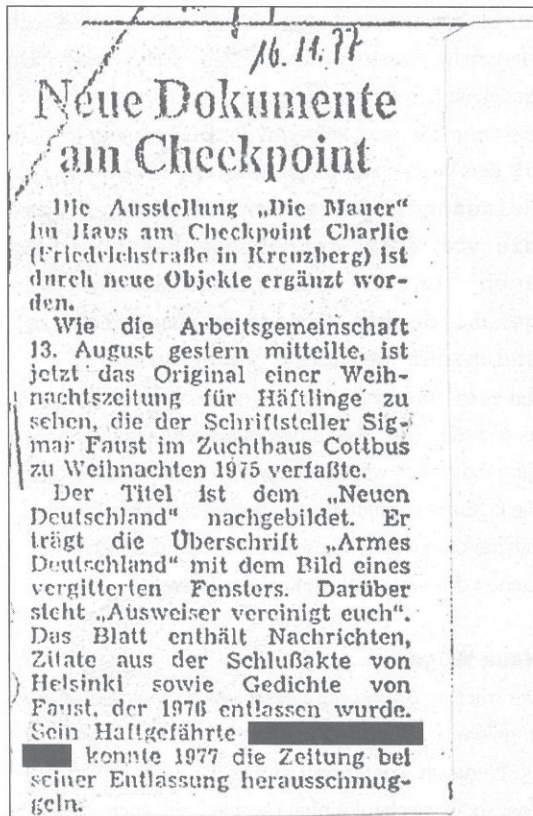 16.11.77
Neue Dokumente
am Checkpoint
Die Ausstellung „Die Mauer“
im Haus am Checkpoint Charlie
(Friedrichstraße in Kreuzberg) ist
durch neue Objekte ergänzt wor-
den.
Wie die Arbeitsgemeinschaft
13. August gestern mitteilte, ist
jetzt das Original einer Weih-
nachtszeitung für Häftlinge zu
sehen, die der Schriftsteller Sig-
mar Faust im Zuchthaus Cottbus
zu Weihnachten 1975 verfaßte.
Der Titel ist dem „Neuen
Deutschland“ nachgebildet. Er
trägt die Überschrift „Armes
Deutschland“ mit dem Bild eines
vergitterten Fensters. Darüber
steht „Ausweiser vereinigt euch“.
Das Blatt enthält Nachrichten,
Zitate aus der Schlußakte von
Helsinki sowie Gedichte von
Faust, der 1976 entlassen wurde.
Sein Haftgefährte
konnte 1977 die Zeitung bei
seiner Entlassung herausschmug-
geln.